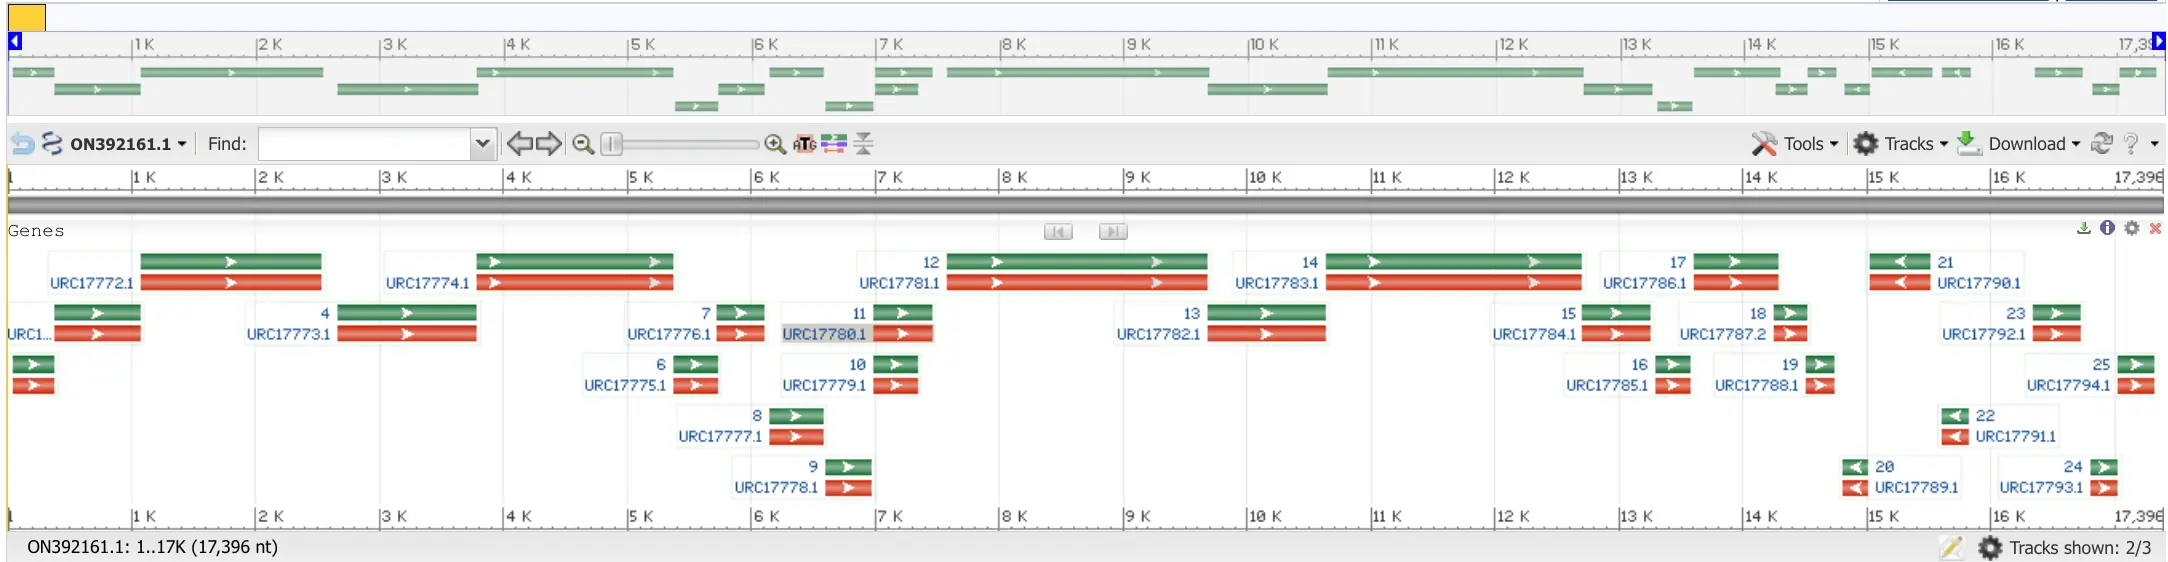 1 K 2 K 3 K 4 K 5 K 6 K 7 K 8 K 9 K 10 K 11 K 12 K 13 K 14 K 15 K 16 K 17,39
ON392161.1 Find: ATG Tools Tracks Download ?
1 1 K 2 K 3 K 4 K 5 K 6 K 7 K 8 K 9 K 10 K 11 K 12 K 13 K 14 K 15 K 16 K 17,396
Genes
12 14 17 21
URC17772.1 URC17774.1 URC17781.1 URC17783.1 URC17786.1 URC17790.1
4 7 11 13 15 18 23
URC1... URC17773.1 URC17776.1 URC17780.1 URC17782.1 URC17784.1 URC17787.2 URC17792.1
6 10 16 19 25
URC17775.1 URC17779.1 URC17785.1 URC17788.1 URC17794.1
8 22
URC17777.1 URC17791.1
9 20 24
URC17778.1 URC17789.1 URC17793.1
1 1 K 2 K 3 K 4 K 5 K 6 K 7 K 8 K 9 K 10 K 11 K 12 K 13 K 14 K 15 K 16 K 17,396
ON392161.1: 1..17K (17,396 nt) Tracks shown: 2/3